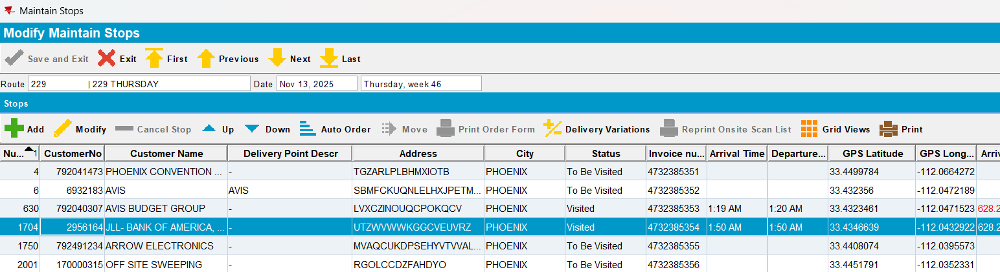 Maintain Stops
Modify Maintain Stops
Save and Exit Exit First Previous Next Last
Route 229 | 229 THURSDAY Date Nov 13, 2025 Thursday, week 46
Stops
Add Modify Cancel Stop Up Down Auto Order Move Print Order Form Delivery Variations Reprint Onsite Scan List Grid Views Print
Nu... 1 CustomerNo Customer Name Delivery Point Descr Address City Status Invoice nu... Arrival Time Departure... GPS Latitude GPS Long... Arriv
4 792041473 PHOENIX CONVENTION ... - TGZARLPLBHMXIOTB PHOENIX To Be Visited 4732385351 33.4499784 -112.0664272
6 6932183 AVIS AVIS SBMFCKUQNLELHXJPETM... PHOENIX To Be Visited 4732385352 33.432356 -112.0472189
630 792040307 AVIS BUDGET GROUP - LVXCZINOUQCPOKQCV PHOENIX Visited 4732385353 1:19 AM 1:20 AM 33.4323461 -112.0471523 628.2
1704 2956164 JLL- BANK OF AMERICA, ... - UTZWVWWKGGCVEUVRZ PHOENIX Visited 4732385354 1:50 AM 1:50 AM 33.4346639 -112.0432922 628.2
1750 792491234 ARROW ELECTRONICS - MVAQCUKDPSEHYVTVVAL... PHOENIX To Be Visited 4732385355 33.4408074 -112.0395573
2001 170000315 OFF SITE SWEEPING - RGOLCCDZFAHDYO PHOENIX To Be Visited 4732385356 33.4451791 -112.0352331